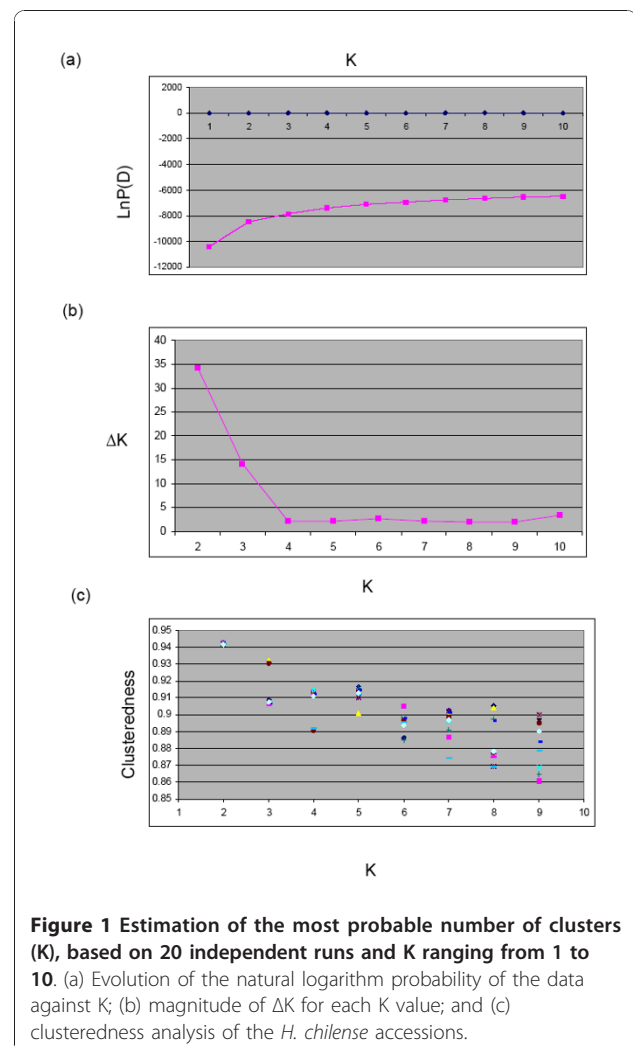 (a)
K
2000
0
-2000
-4000
-6000
-8000
-10000
-12000
LnP(D)
1 2 3 4 5 6 7 8 9 10
(b)
40
35
30
25
20
15
10
5
0
ΔK
2 3 4 5 6 7 8 9 10
K
(c)
0.95
0.94
0.93
0.92
0.91
0.9
0.89
0.88
0.87
0.86
0.85
Clusteredness
1 2 3 4 5 6 7 8 9 10
K
Figure 1 Estimation of the most probable number of clusters
(K), based on 20 independent runs and K ranging from 1 to
10. (a) Evolution of the natural logarithm probability of the data
against K; (b) magnitude of ΔK for each K value; and (c)
clusteredness analysis of the H. chilense accessions.